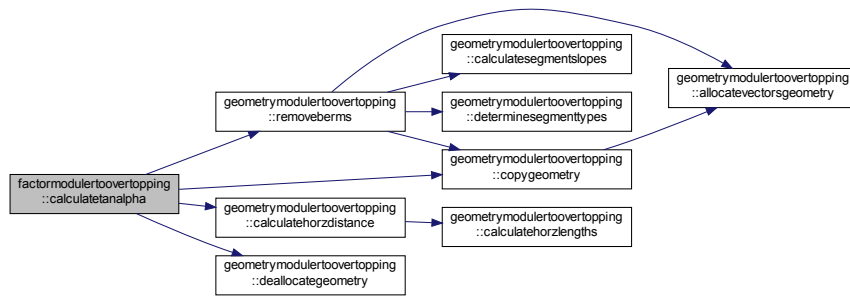 factormodulertoovertopping
::calculatetanalpha
geometrymodulertoovertopping
::removeberms
geometrymodulertoovertopping
::calculatehorzdistance
geometrymodulertoovertopping
::deallocategeometry
geometrymodulertoovertopping
::calculatesegmentslopes
geometrymodulertoovertopping
::determinesegmenttypes
geometrymodulertoovertopping
::copygeometry
geometrymodulertoovertopping
::calculatehorzlengths
geometrymodulertoovertopping
::allocatevectorsgeometry